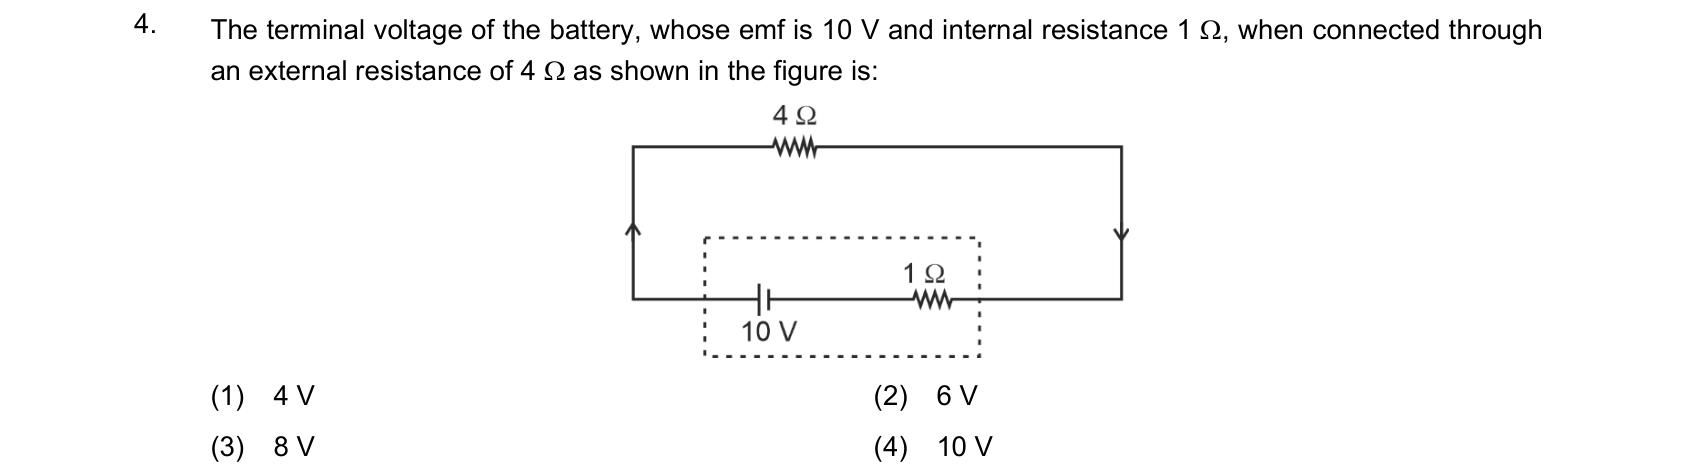 4. The terminal voltage of the battery, whose emf is 10 V and internal resistance 1 Ω, when connected through
an external resistance of 4 Ω as shown in the figure is:
4 Ω
1 Ω
10 V
(1) 4 V (2) 6 V
(3) 8 V (4) 10 V